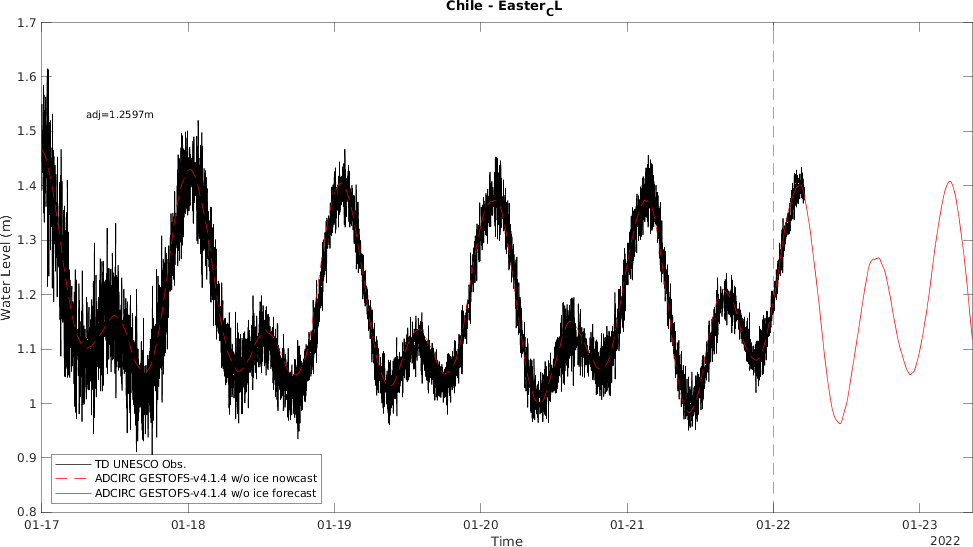 Chile - EasterCL
1.7
1.6
1.5
1.4
1.3
1.2
1.1
1
0.9
0.8
Water Level (m)
adj=1.2597m
TD UNESCO Obs.
ADCIRC GESTOFS-v4.1.4 w/o ice nowcast
ADCIRC GESTOFS-v4.1.4 w/o ice forecast
01-17 01-18 01-19 01-20 01-21 01-22 01-23
Time
2022